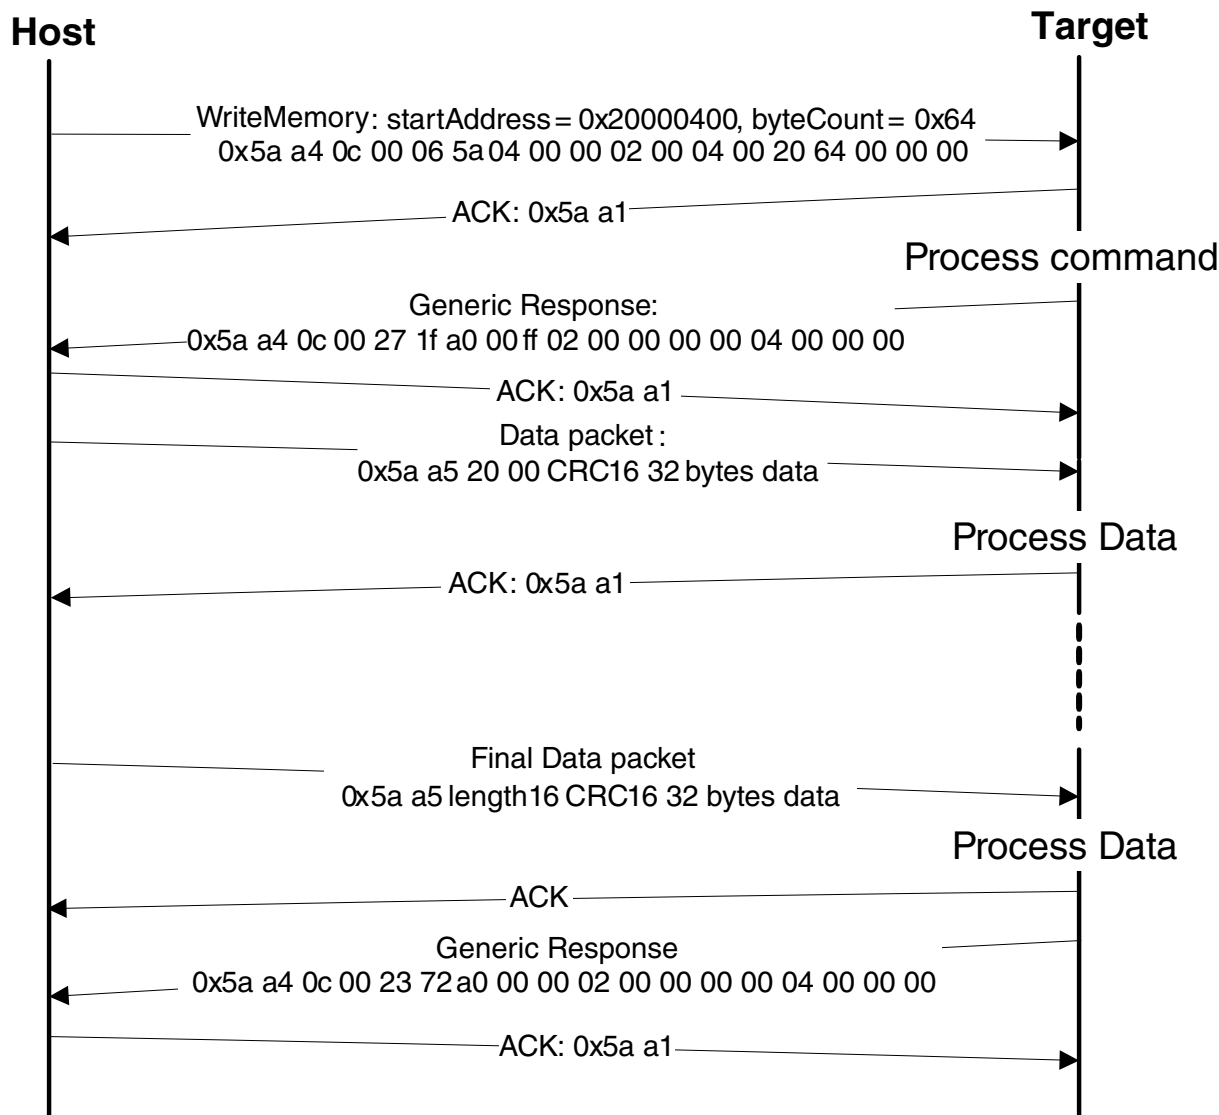 Host
Target
WriteMemory: startAddress = 0x20000400, byteCount = 0x64
0x5a a4 0c 00 06 5a 04 00 00 02 00 04 00 20 64 00 00 00
ACK: 0x5a a1
Process command
Generic Response:
0x5a a4 0c 00 27 1f a0 00 ff 02 00 00 00 00 04 00 00 00
ACK: 0x5a a1
Data packet :
0x5a a5 20 00 CRC16 32 bytes data
Process Data
ACK: 0x5a a1
Final Data packet
0x5a a5 length16 CRC16 32 bytes data
Process Data
ACK
Generic Response
0x5a a4 0c 00 23 72 a0 00 00 02 00 00 00 00 04 00 00 00
ACK: 0x5a a1